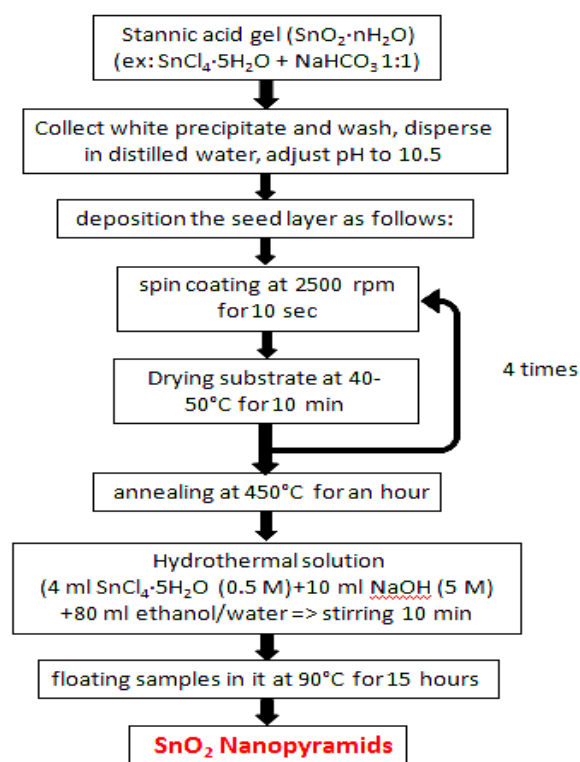 Stannic acid gel (SnO₂·nH₂O)
(ex: SnCl₄·5H₂O + NaHCO₃ 1:1)
Collect white precipitate and wash, disperse
in distilled water, adjust pH to 10.5
deposition the seed layer as follows:
spin coating at 2500 rpm
for 10 sec
Drying substrate at 40-
50°C for 10 min
4 times
annealing at 450°C for an hour
Hydrothermal solution
(4 ml SnCl₄·5H₂O (0.5 M)+10 ml NaOH (5 M)
+80 ml ethanol/water => stirring 10 min
floating samples in it at 90°C for 15 hours
SnO₂ Nanopyramids